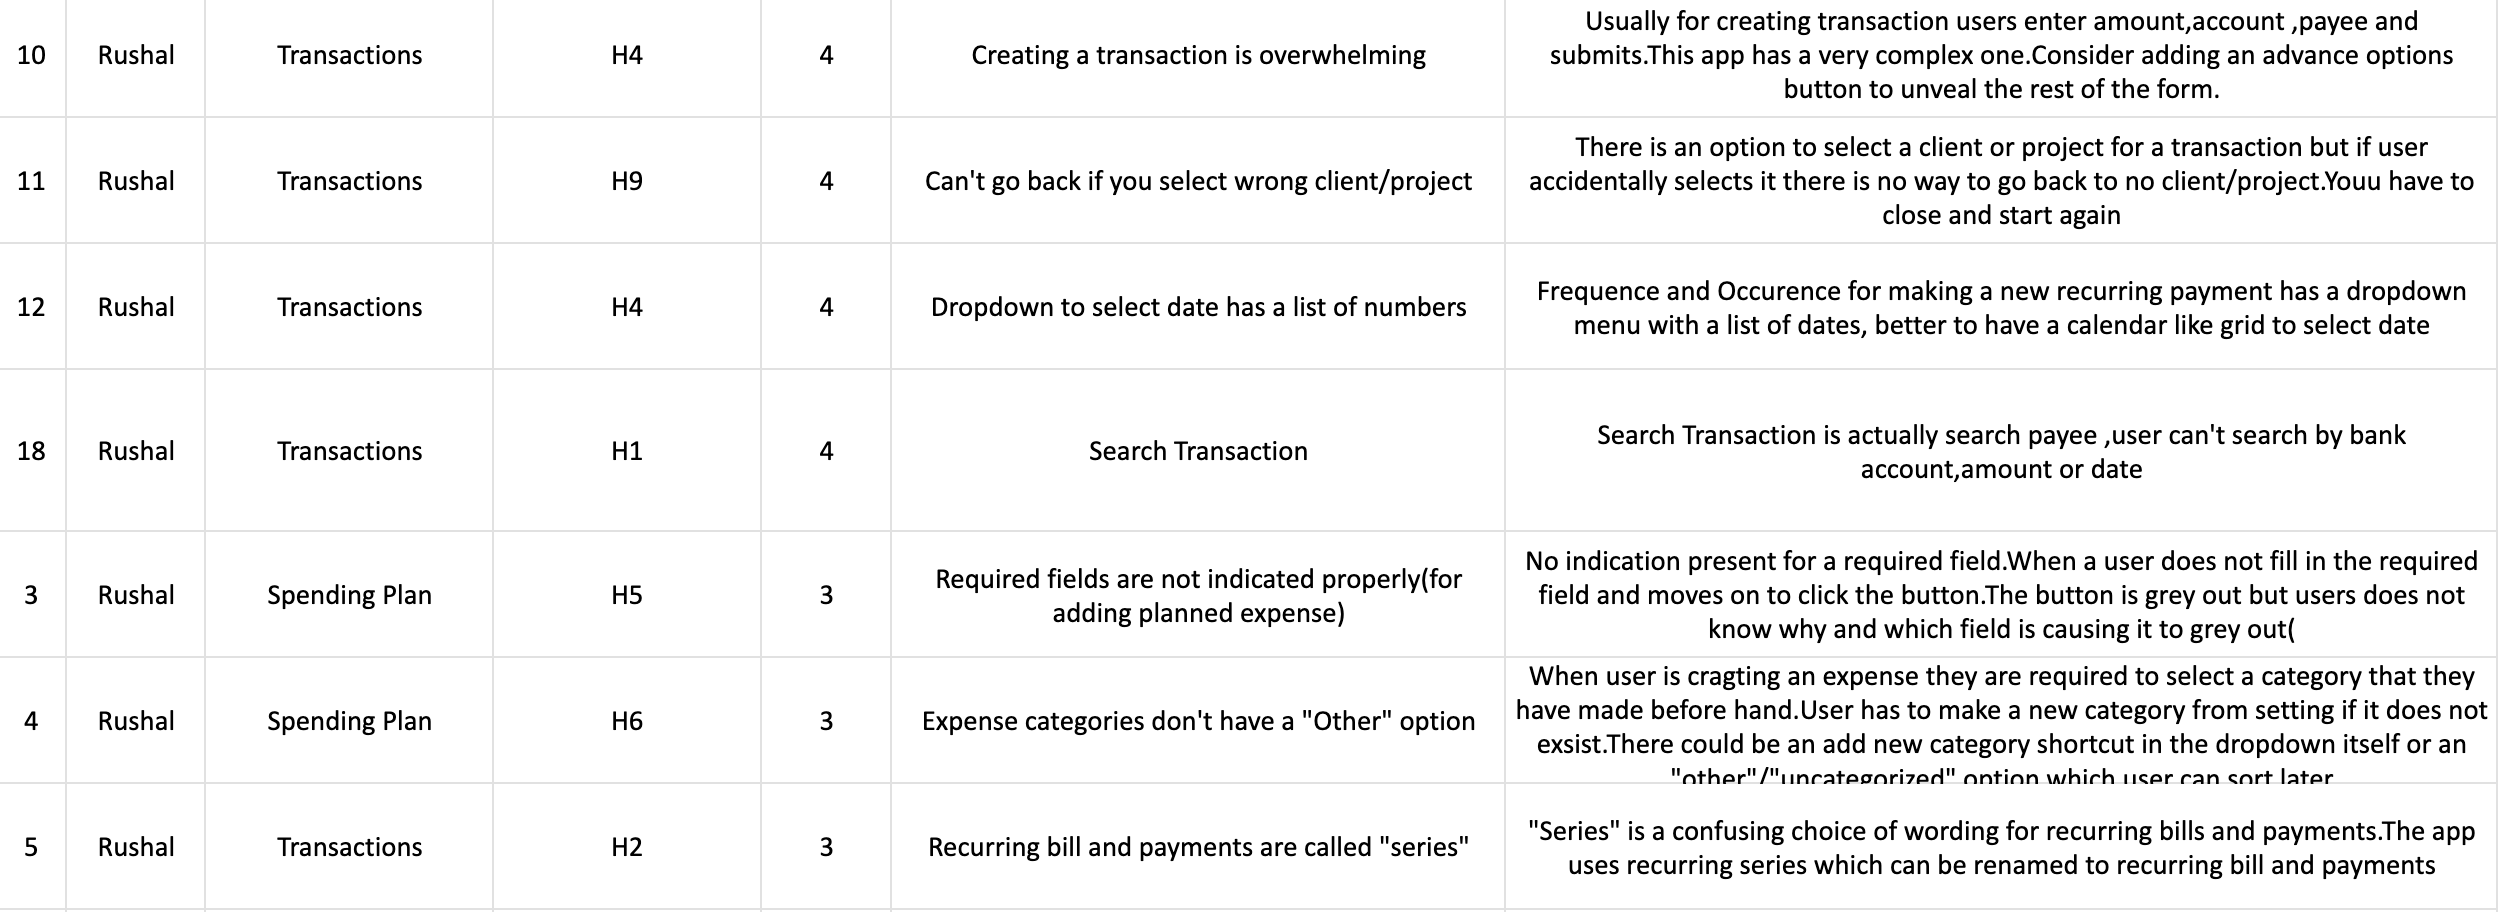 10 Rushal Transactions H4 4 Creating a transaction is overwhelming
Usually for creating transaction users enter amount,account ,payee and
submits.This app has a very complex one.Consider adding an advance options
button to unveal the rest of the form.
11 Rushal Transactions H9 4 Can't go back if you select wrong client/project
There is an option to select a client or project for a transaction but if user
accidentally selects it there is no way to go back to no client/project.Youu have to
close and start again
12 Rushal Transactions H4 4 Dropdown to select date has a list of numbers
Frequence and Occurence for making a new recurring payment has a dropdown
menu with a list of dates, better to have a calendar like grid to select date
18 Rushal Transactions H1 4 Search Transaction
Search Transaction is actually search payee ,user can't search by bank
account,amount or date
3 Rushal Spending Plan H5 3
Required fields are not indicated properly(for
adding planned expense)
No indication present for a required field.When a user does not fill in the required
field and moves on to click the button.The button is grey out but users does not
know why and which field is causing it to grey out(
4 Rushal Spending Plan H6 3 Expense categories don't have a "Other" option
When user is cragting an expense they are required to select a category that they
have made before hand.User has to make a new category from setting if it does not
exsist.There could be an add new category shortcut in the dropdown itself or an
"other"/"uncategorized" option which user can sort later
5 Rushal Transactions H2 3 Recurring bill and payments are called "series"
"Series" is a confusing choice of wording for recurring bills and payments.The app
uses recurring series which can be renamed to recurring bill and payments